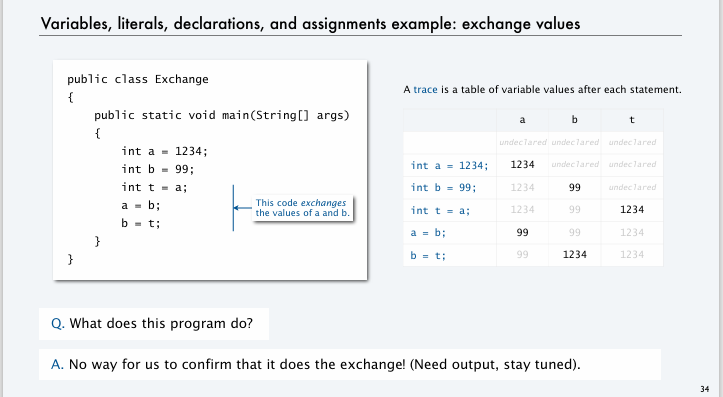 Variables, literals, declarations, and assignments example: exchange values
public class Exchange
{
public static void main(String[] args)
{
int a = 1234;
int b = 99;
int t = a;
a = b;
b = t;
}
}
This code exchanges
the values of a and b.
A trace is a table of variable values after each statement.
a b t
undeclared undeclared undeclared
int a = 1234; 1234 undeclared undeclared
int b = 99; 1234 99 undeclared
int t = a; 1234 99 1234
a = b; 99 99 1234
b = t; 99 1234 1234
Q. What does this program do?
A. No way for us to confirm that it does the exchange! (Need output, stay tuned).
34